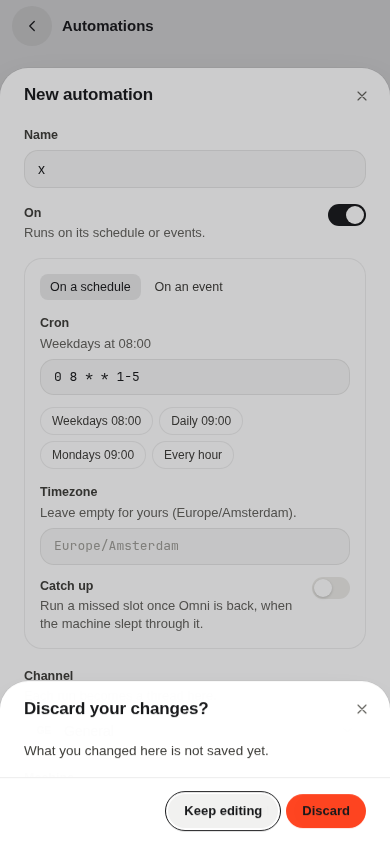 Automations
New automation
Name
x
On
Runs on its schedule or events.
On a schedule
On an event
Cron
Weekdays at 08:00
0 8 * * 1-5
Weekdays 08:00
Daily 09:00
Mondays 09:00
Every hour
Timezone
Leave empty for yours (Europe/Amsterdam).
Europe/Amsterdam
Catch up
Run a missed slot once Omni is back, when
the machine slept through it.
Channel
Discard your changes?
What you changed here is not saved yet.
Keep editing
Discard